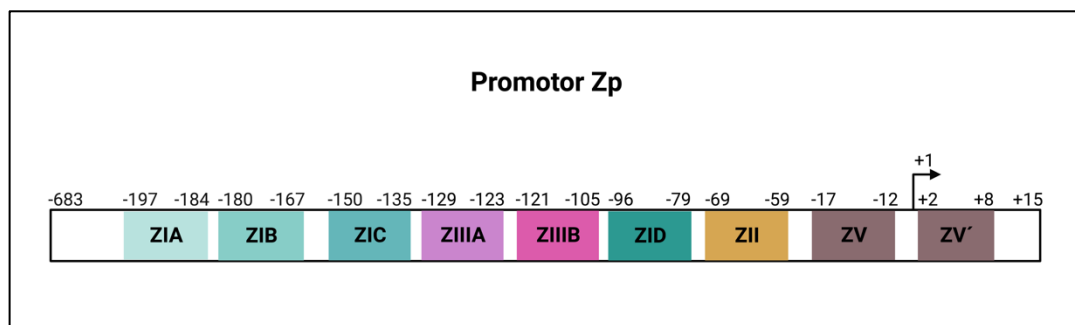 Promotor Zp
+1
-683 -197 -184 -180 -167 -150 -135 -129 -123 -121 -105 -96 -79 -69 -59 -17 -12 +2 +8 +15
ZIA ZIB ZIC ZIIIA ZIIIB ZID ZII ZV ZV´